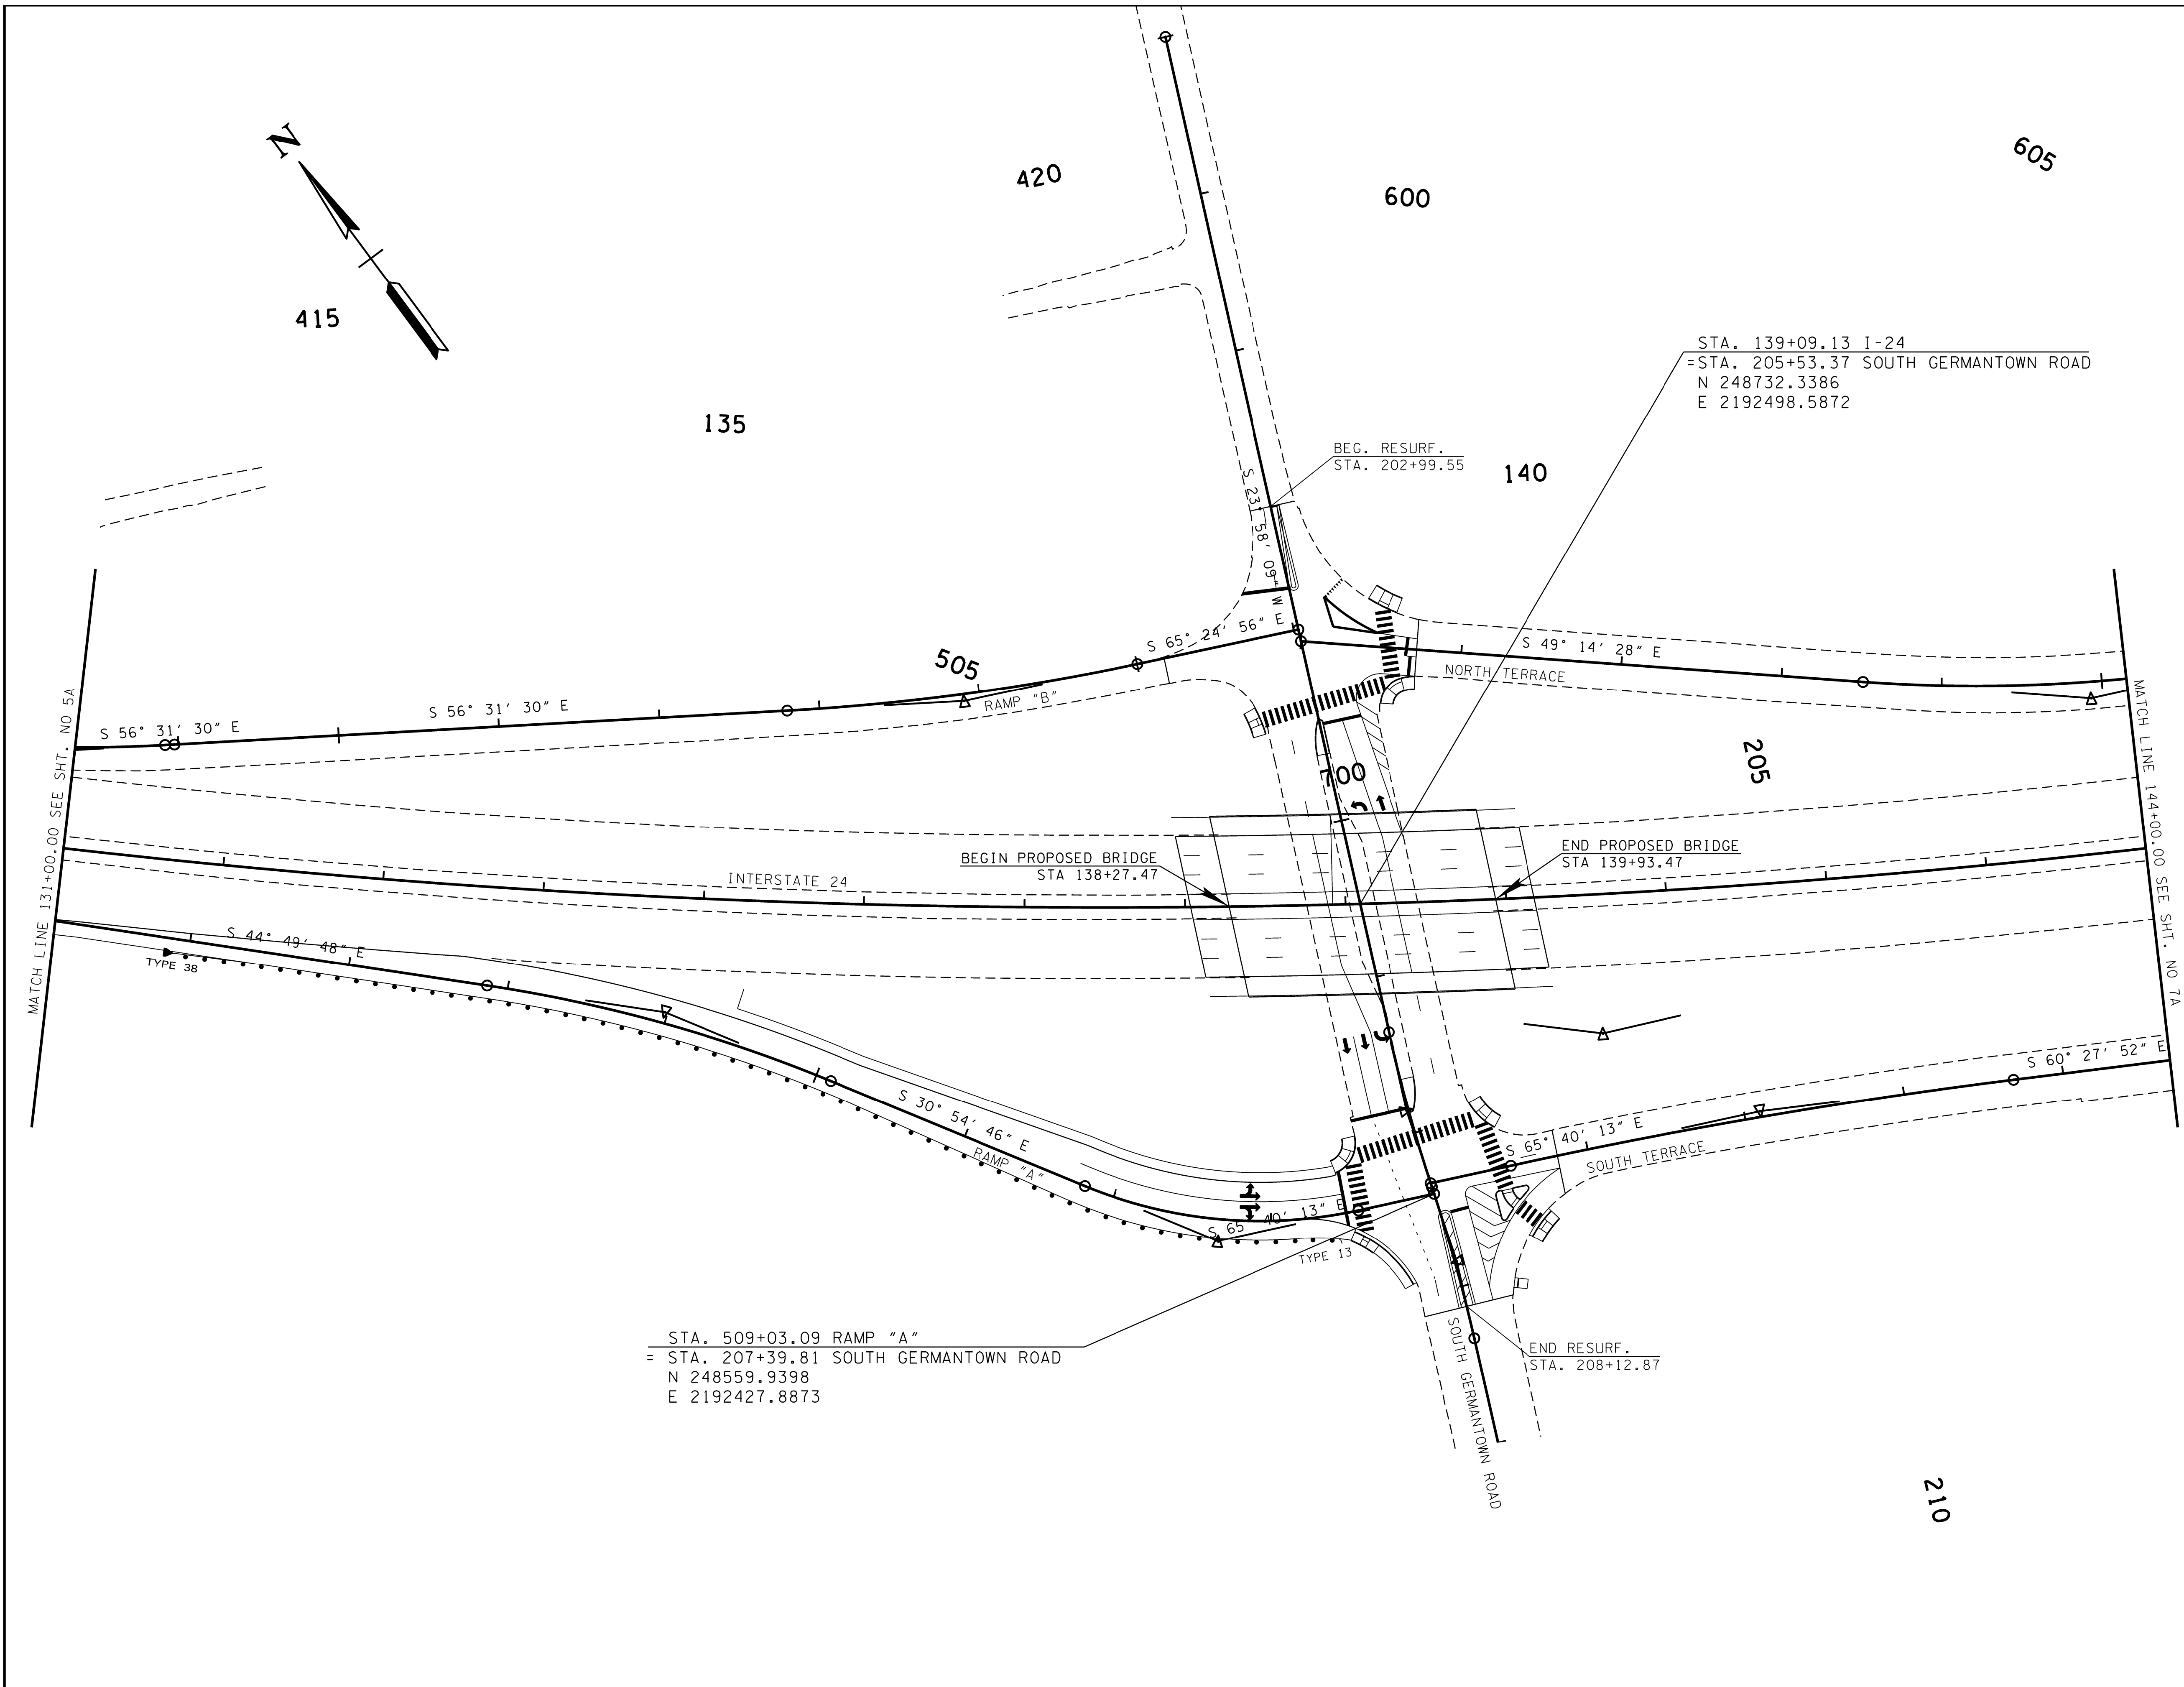 N
420
600
605
415
STA. 139+09.13 I-24
=STA. 205+53.37 SOUTH GERMANTOWN ROAD
N 248732.3386
E 2192498.5872
135
BEG. RESURF.
STA. 202+99.55
140
S 23° 58′ 09″ W
S 65° 24′ 56″ E
S 49° 14′ 28″ E
NORTH TERRACE
505
RAMP "B"
S 56° 31′ 30″ E
S 56° 31′ 30″ E
MATCH LINE 131+00.00 SEE SHT. NO 5A
MATCH LINE 144+00.00 SEE SHT. NO 7A
700
205
BEGIN PROPOSED BRIDGE
STA 138+27.47
END PROPOSED BRIDGE
STA 139+93.47
INTERSTATE 24
S 44° 49′ 48″ E
TYPE 38
S 30° 54′ 46″ E
RAMP "A"
S 60° 27′ 52″ E
S 65° 40′ 13″ E
SOUTH TERRACE
S 65° 40′ 13″ E
TYPE 13
STA. 509+03.09 RAMP "A"
= STA. 207+39.81 SOUTH GERMANTOWN ROAD
N 248559.9398
E 2192427.8873
END RESURF.
STA. 208+12.87
SOUTH GERMANTOWN ROAD
210